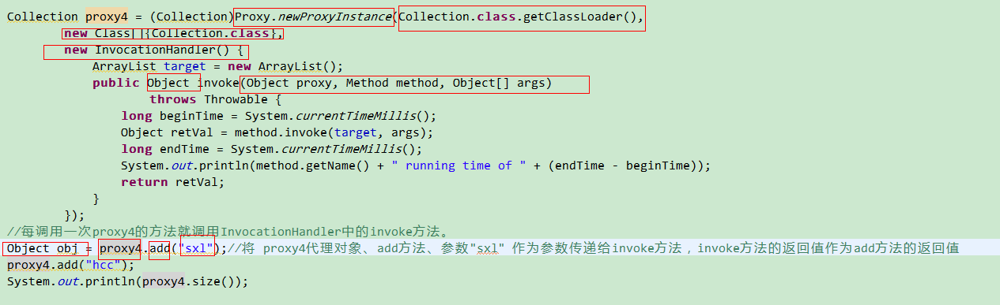 Collection proxy4 = (Collection)Proxy.newProxyInstance(Collection.class.getClassLoader(),
new Class[]{Collection.class},
new InvocationHandler() {
ArrayList target = new ArrayList();
public Object invoke(Object proxy, Method method, Object[] args)
throws Throwable {
long beginTime = System.currentTimeMillis();
Object retVal = method.invoke(target, args);
long endTime = System.currentTimeMillis();
System.out.println(method.getName() + " running time of " + (endTime - beginTime));
return retVal;
}
});
//每调用一次proxy4的方法就调用InvocationHandler中的invoke方法。
Object obj = proxy4.add("sxl");//将 proxy4代理对象、add方法、参数"sxl" 作为参数传递给invoke方法，invoke方法的返回值作为add方法的返回值
proxy4.add("hcc");
System.out.println(proxy4.size());